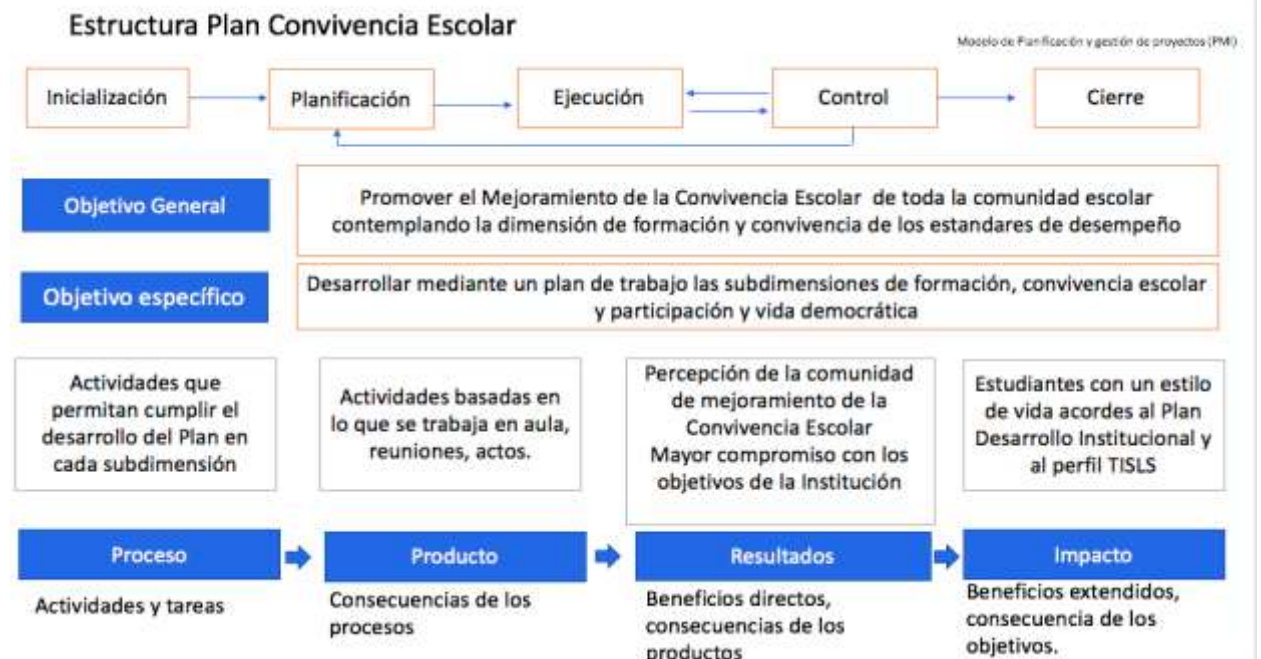 Estructura Plan Convivencia Escolar
Modelo de Planificación y gestión de proyectos (PMI)
Inicialización
Planificación
Ejecución
Control
Cierre
Objetivo General
Promover el Mejoramiento de la Convivencia Escolar de toda la comunidad escolar
contemplando la dimensión de formación y convivencia de los estandares de desempeño
Objetivo específico
Desarrollar mediante un plan de trabajo las subdimensiones de formación, convivencia escolar
y participación y vida democrática
Actividades que
permitan cumplir el
desarrollo del Plan en
cada subdimensión
Actividades basadas en
lo que se trabaja en aula,
reuniones, actos.
Percepción de la comunidad
de mejoramiento de la
Convivencia Escolar
Mayor compromiso con los
objetivos de la Institución
Estudiantes con un estilo
de vida acordes al Plan
Desarrollo Institucional y
al perfil TISLS
Proceso
Producto
Resultados
Impacto
Actividades y tareas
Consecuencias de los
procesos
Beneficios directos,
consecuencias de los
productos
Beneficios extendidos,
consecuencia de los
objetivos.